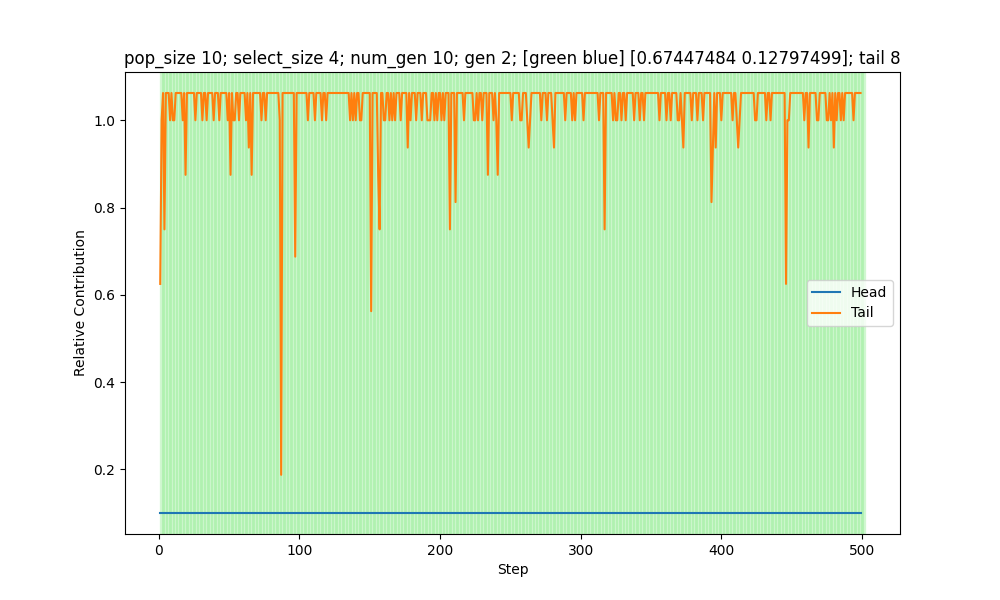 pop_size 10; select_size 4; num_gen 10; gen 2; [green blue] [0.67447484 0.12797499]; tail 8
1.0
0.8
0.6
0.4
0.2
Relative Contribution
Head
Tail
0 100 200 300 400 500
Step